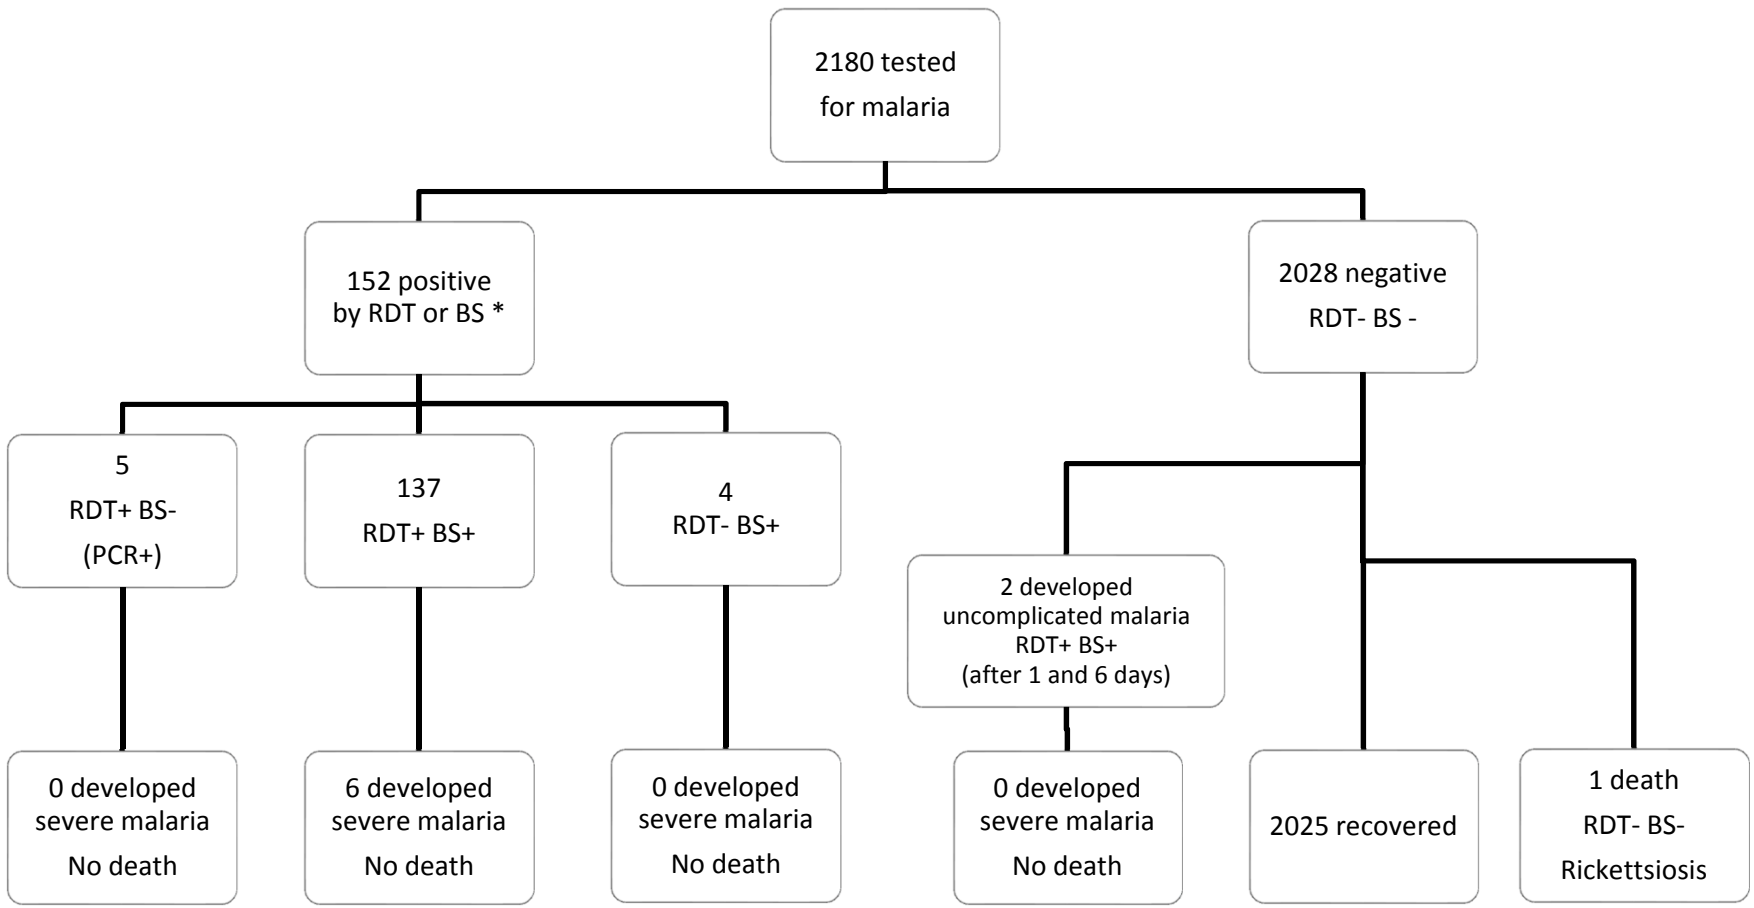 2180 tested
for malaria
152 positive
by RDT or BS *
2028 negative
RDT- BS -
5
RDT+ BS-
(PCR+)
137
RDT+ BS+
4
RDT- BS+
2 developed
uncomplicated malaria
RDT+ BS+
(after 1 and 6 days)
0 developed
severe malaria
No death
6 developed
severe malaria
No death
0 developed
severe malaria
No death
0 developed
severe malaria
No death
2025 recovered
1 death
RDT- BS-
Rickettsiosis